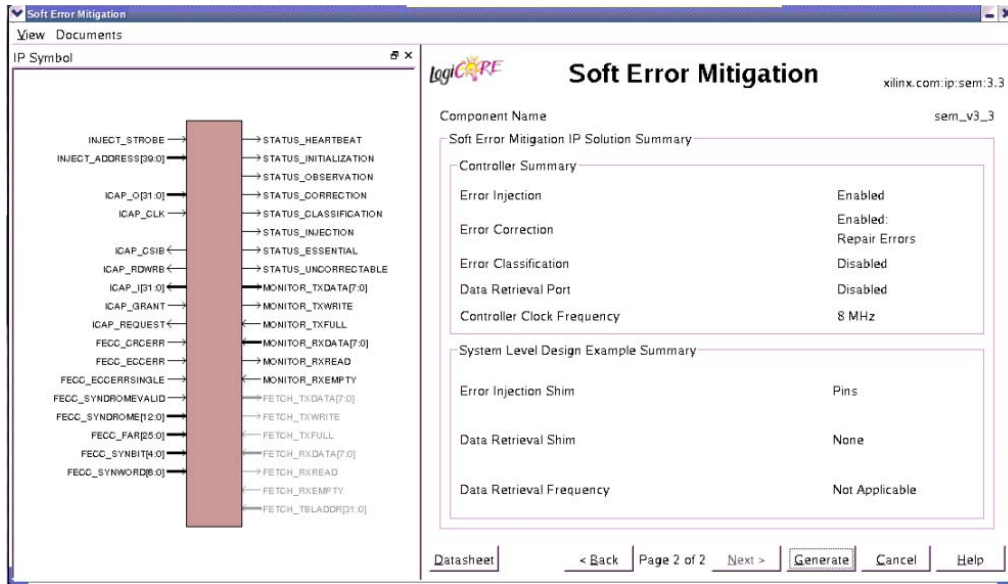 Soft Error Mitigation
View Documents
IP Symbol
INJECT_STROBE
INJECT_ADDRESS[39:0]
ICAP_O[31:0]
ICAP_CLK
ICAP_CSIB
ICAP_RDWRB
ICAP_I[31:0]
ICAP_GRANT
ICAP_REQUEST
FECC_CRCERR
FECC_ECCERR
FECC_ECCERRSINGLE
FECC_SYNDROMEVALID
FECC_SYNDROME[12:0]
FECC_FAR[25:0]
FECC_SYNBIT[4:0]
FECC_SYNWORD[6:0]
STATUS_HEARTBEAT
STATUS_INITIALIZATION
STATUS_OBSERVATION
STATUS_CORRECTION
STATUS_CLASSIFICATION
STATUS_INJECTION
STATUS_ESSENTIAL
STATUS_UNCORRECTABLE
MONITOR_TXDATA[7:0]
MONITOR_TXWRITE
MONITOR_TXFULL
MONITOR_RXDATA[7:0]
MONITOR_RXREAD
MONITOR_RXEMPTY
FETCH_TXDATA[7:0]
FETCH_TXWRITE
FETCH_TXFULL
FETCH_RXDATA[7:0]
FETCH_RXREAD
FETCH_RXEMPTY
FETCH_TBLADDR[31:0]
logiCORE
Soft Error Mitigation
xilinx.com:ip:sem:3.3
Component Name sem_v3_3
Soft Error Mitigation IP Solution Summary
Controller Summary
Error Injection Enabled
Error Correction Enabled:
Repair Errors
Error Classification Disabled
Data Retrieval Port Disabled
Controller Clock Frequency 8 MHz
System Level Design Example Summary
Error Injection Shim Pins
Data Retrieval Shim None
Data Retrieval Frequency Not Applicable
Datasheet < Back Page 2 of 2 Next > Generate Cancel Help